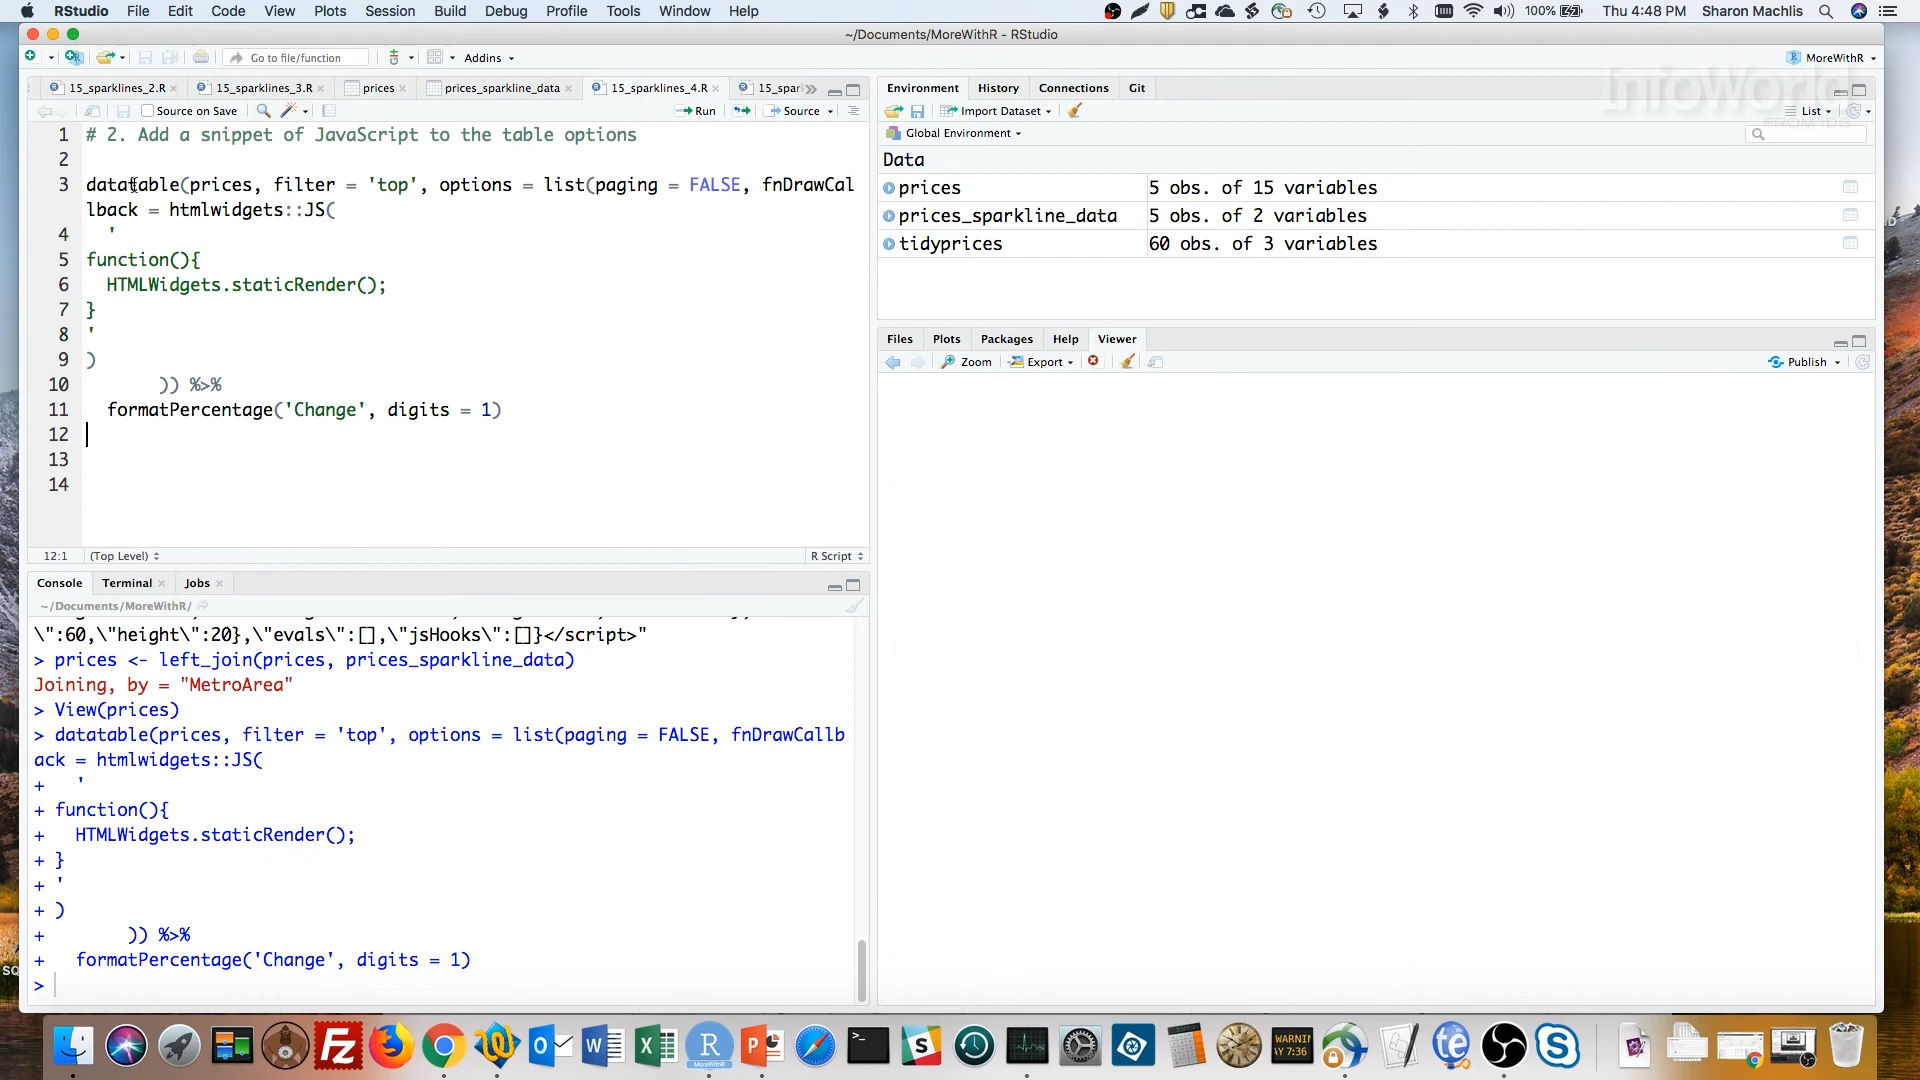 RStudio File Edit Code View Plots Session Build Debug Profile Tools Window Help 100% Thu 4:48 PM Sharon Machlis
~/Documents/MoreWithR - RStudio
Go to file/function Addins MoreWithR
InfoWorld
FROM IDG
15_sparklines_2.R 15_sparklines_3.R prices prices_sparkline_data 15_sparklines_4.R 15_spar
Source on Save Run Source
1 # 2. Add a snippet of JavaScript to the table options
2
3 datatable(prices, filter = 'top', options = list(paging = FALSE, fnDrawCal
lback = htmlwidgets::JS(
4 '
5 function(){
6 HTMLWidgets.staticRender();
7 }
8 '
9 )
10 )) %>%
11 formatPercentage('Change', digits = 1)
12
13
14
12:1 (Top Level) R Script
Console Terminal Jobs
~/Documents/MoreWithR/
\":60,\"height\":20},\"evals\":[],\"jsHooks\":[]}</script>"
> prices <- left_join(prices, prices_sparkline_data)
Joining, by = "MetroArea"
> View(prices)
> datatable(prices, filter = 'top', options = list(paging = FALSE, fnDrawCallb
ack = htmlwidgets::JS(
+ '
+ function(){
+ HTMLWidgets.staticRender();
+ }
+ '
+ )
+ )) %>%
+ formatPercentage('Change', digits = 1)
>
Environment History Connections Git
Import Dataset List
Global Environment
Data
prices 5 obs. of 15 variables
prices_sparkline_data 5 obs. of 2 variables
tidyprices 60 obs. of 3 variables
Files Plots Packages Help Viewer
Zoom Export Publish
WARNIN
AY 7:36